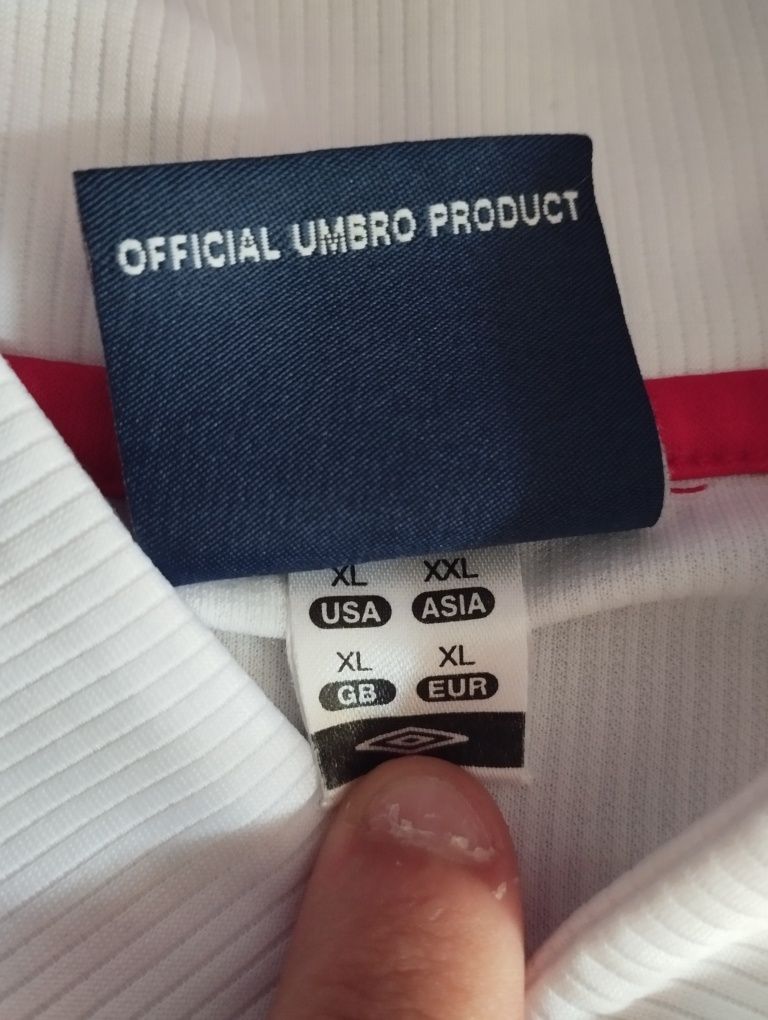 OFFICIAL UMBRO PRODUCT
XL XXL
USA ASIA
XL XL
GB EUR